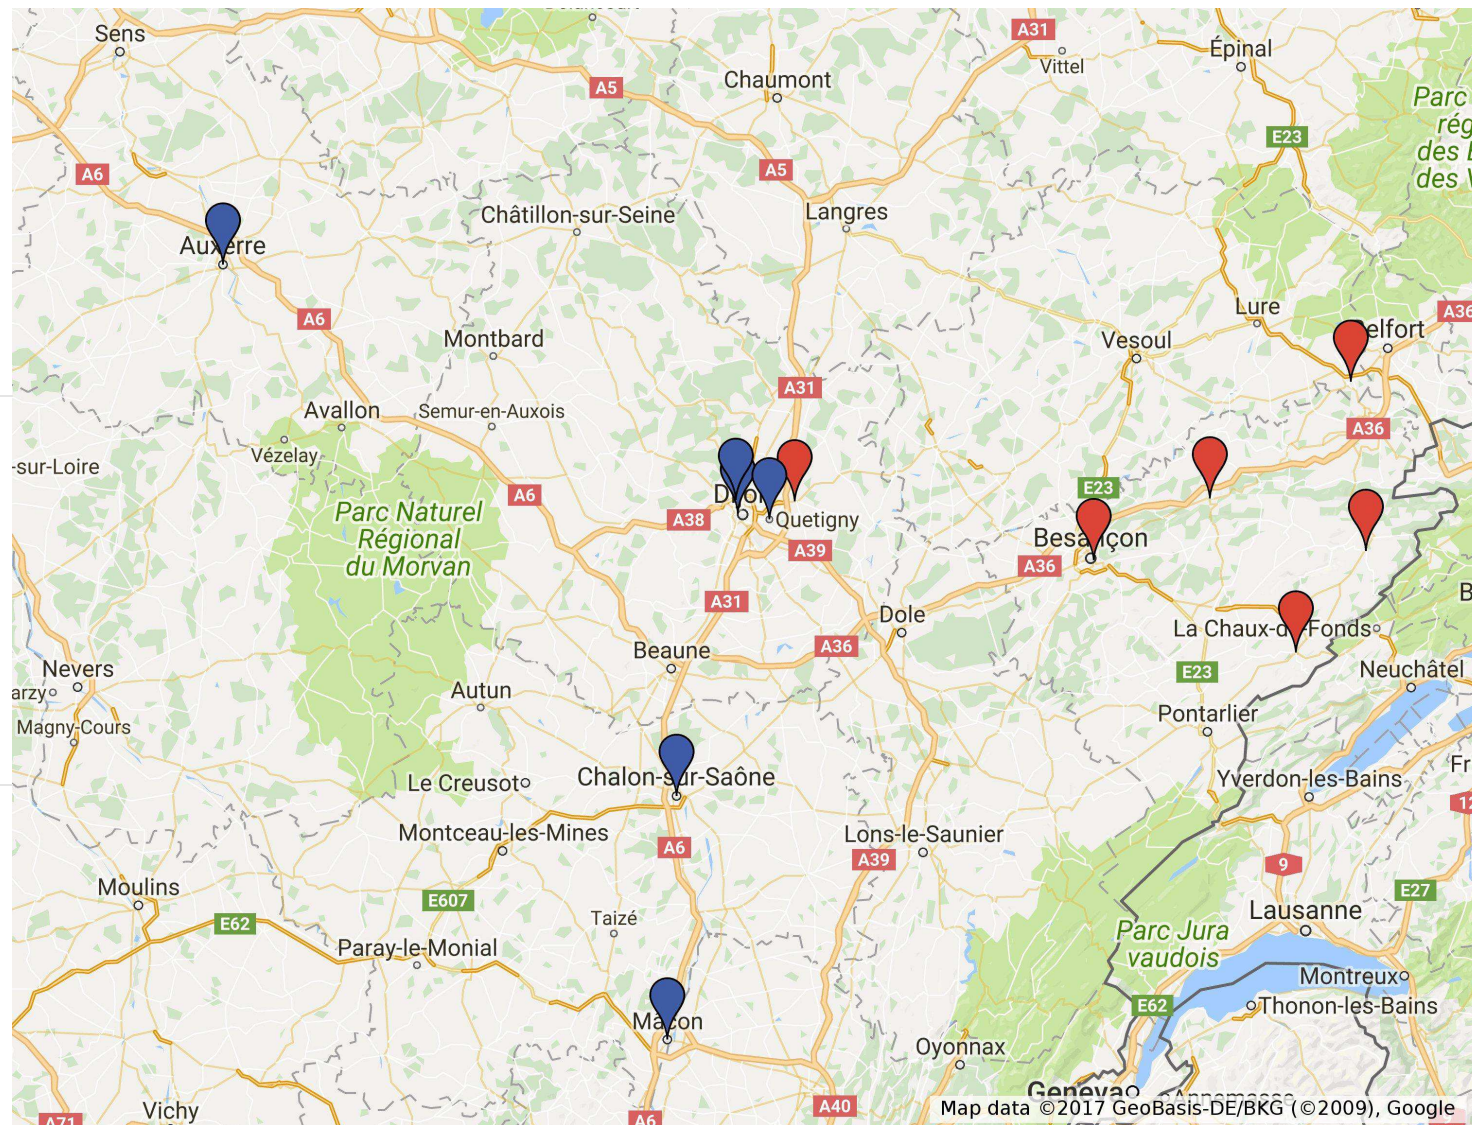 Sens
A31
Épinal
Vittel
Chaumont
A5
Parc
rég
des
des V
E23
A5
A6
Châtillon-sur-Seine
Langres
Auxerre
Lure
A36
A6
Montbard
Vesoul
A31
Avallon
Semur-en-Auxois
A36
Vézelay
-sur-Loire
A6
E23
Parc Naturel
Régional
du Morvan
A38
Quetigny
Besançon
A39
A36
A31
Dole
La Chaux-de-Fonds
Beaune
A36
Nevers
E23
Neuchâtel
arzy
Autun
Magny-Cours
Pontarlier
Le Creusot
Chalon-sur-Saône
Yverdon-les-Bains
Fr
12
Montceau-les-Mines
A6
Lons-le-Saunier
A39
9
Moulins
E607
E27
E62
Taizé
Lausanne
Paray-le-Monial
Parc Jura
vaudois
Montreux
E62
Thonon-les-Bains
Mâcon
Oyonnax
Geneva
Annemasse
Vichy
A71
A6
A40
Map data ©2017 GeoBasis-DE/BKG (©2009), Google